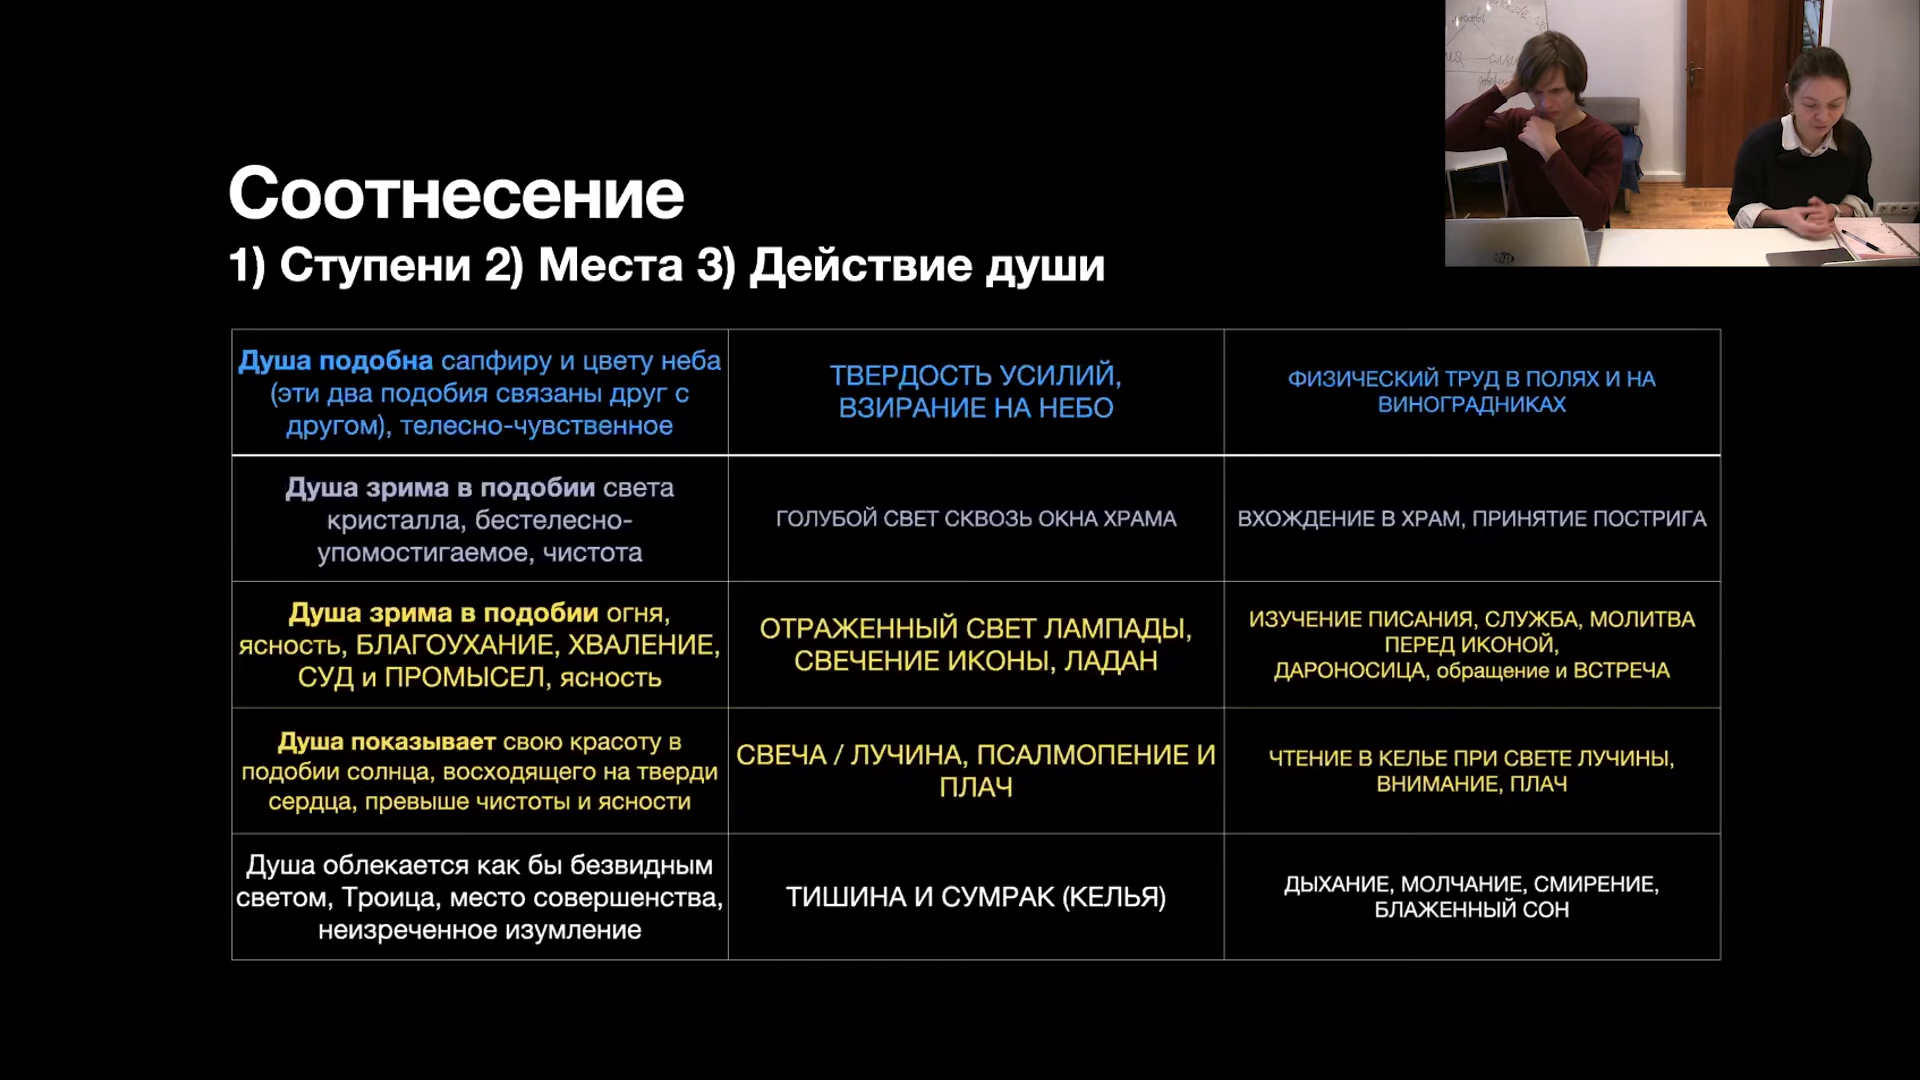 Соотнесение
1) Ступени 2) Места 3) Действие души
Душа подобна сапфиру и цвету неба
(эти два подобия связаны друг с
другом), телесно-чувственное
ТВЕРДОСТЬ УСИЛИЙ,
ВЗИРАНИЕ НА НЕБО
ФИЗИЧЕСКИЙ ТРУД В ПОЛЯХ И НА
ВИНОГРАДНИКАХ
Душа зрима в подобии света
кристалла, бестелесно-
упомостигаемое, чистота
ГОЛУБОЙ СВЕТ СКВОЗЬ ОКНА ХРАМА
ВХОЖДЕНИЕ В ХРАМ, ПРИНЯТИЕ ПОСТРИГА
Душа зрима в подобии огня,
ясность, БЛАГОУХАНИЕ, ХВАЛЕНИЕ,
СУД и ПРОМЫСЕЛ, ясность
ОТРАЖЕННЫЙ СВЕТ ЛАМПАДЫ,
СВЕЧЕНИЕ ИКОНЫ, ЛАДАН
ИЗУЧЕНИЕ ПИСАНИЯ, СЛУЖБА, МОЛИТВА
ПЕРЕД ИКОНОЙ,
ДАРОНОСИЦА, обращение и ВСТРЕЧА
Душа показывает свою красоту в
подобии солнца, восходящего на тверди
сердца, превыше чистоты и ясности
СВЕЧА / ЛУЧИНА, ПСАЛМОПЕНИЕ И
ПЛАЧ
ЧТЕНИЕ В КЕЛЬЕ ПРИ СВЕТЕ ЛУЧИНЫ,
ВНИМАНИЕ, ПЛАЧ
Душа облекается как бы безвидным
светом, Троица, место совершенства,
неизреченное изумление
ТИШИНА И СУМРАК (КЕЛЬЯ)
ДЫХАНИЕ, МОЛЧАНИЕ, СМИРЕНИЕ,
БЛАЖЕННЫЙ СОН